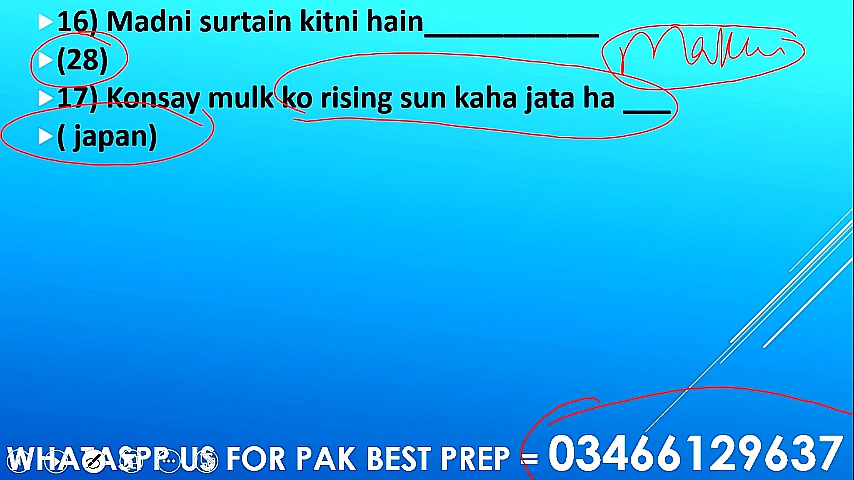 16) Madni surtain kitni hain___________
(28)
17) Konsay mulk ko rising sun kaha jata ha ___
( japan)
WHATASPP US FOR PAK BEST PREP = 03466129637